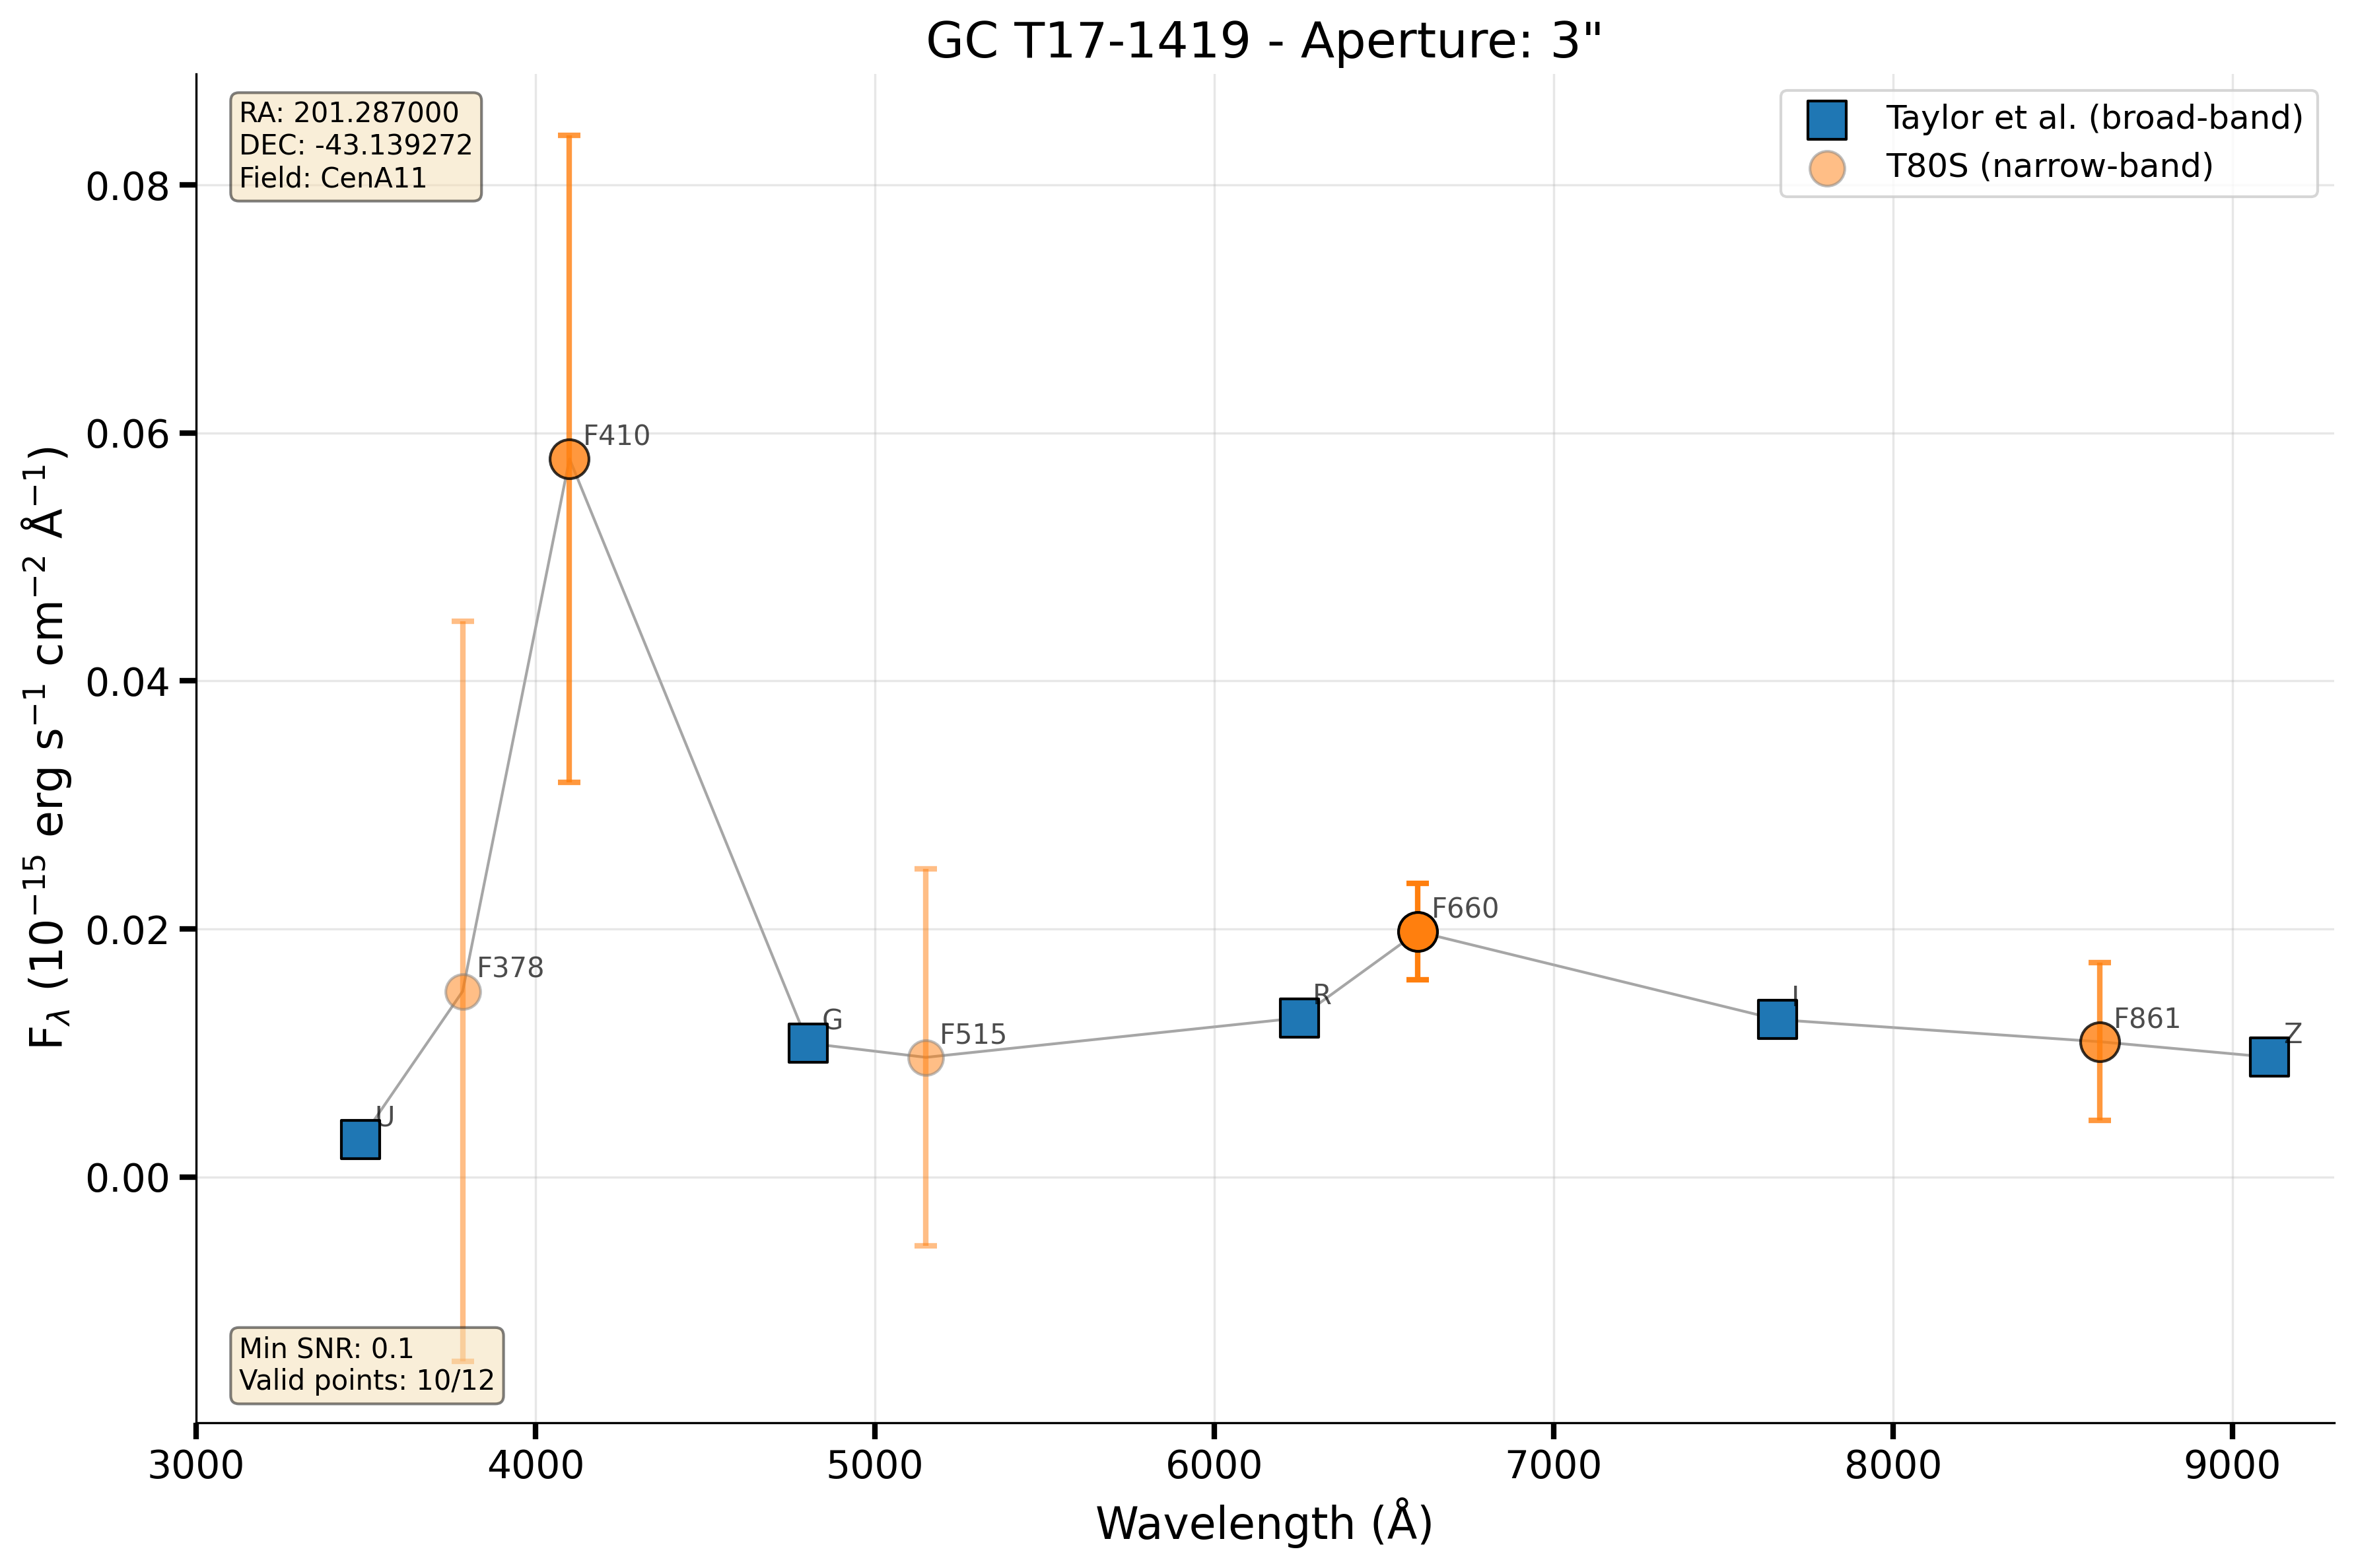 GC T17-1419 - Aperture: 3"
RA: 201.287000
DEC: -43.139272
Field: CenA11
Taylor et al. (broad-band)
T80S (narrow-band)
F_λ (10⁻¹⁵ erg s⁻¹ cm⁻² Å⁻¹)
0.08
0.06
0.04
0.02
0.00
F410
F378
F660
U
G
F515
R
I
F861
Z
Min SNR: 0.1
Valid points: 10/12
3000
4000
5000
6000
7000
8000
9000
Wavelength (Å)